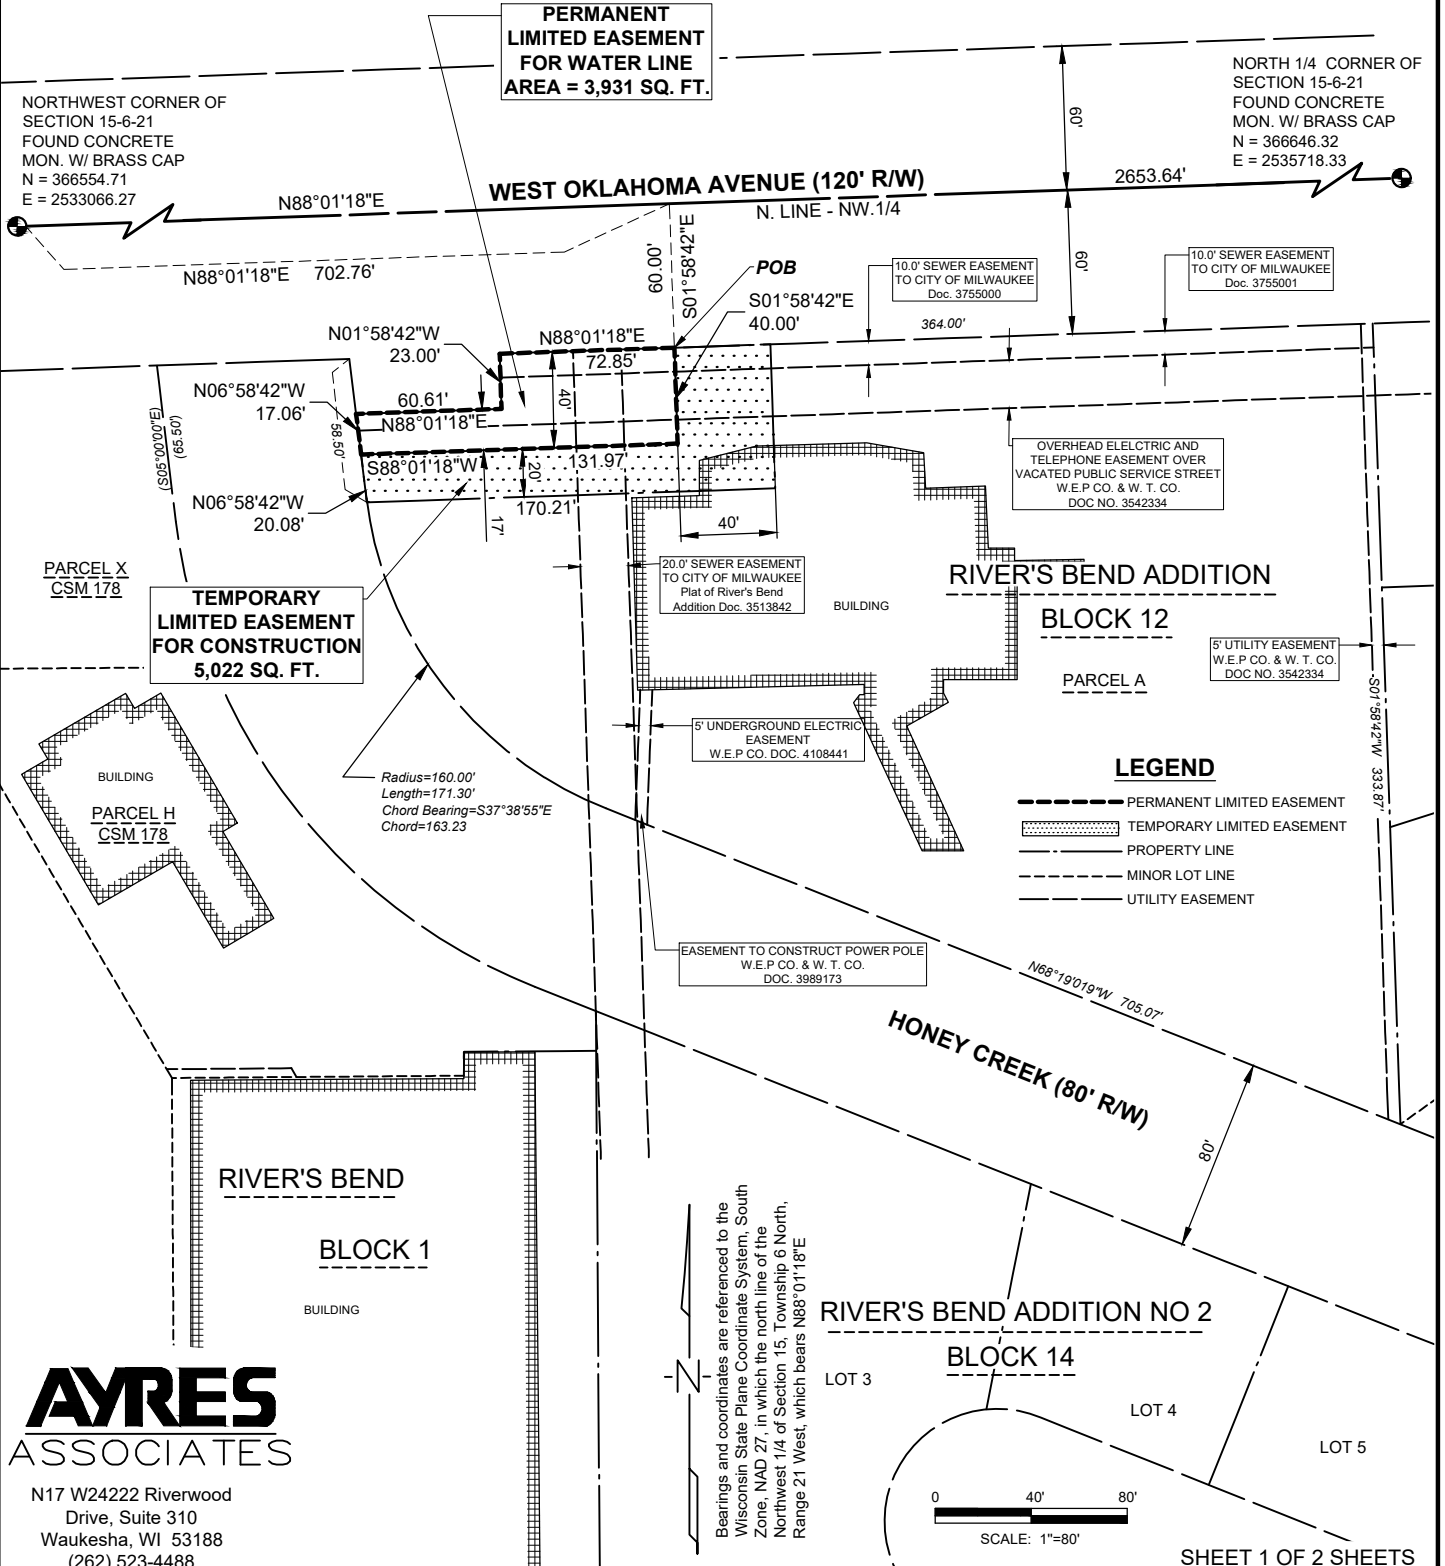 PERMANENT
LIMITED EASEMENT
FOR WATER LINE
AREA = 3,931 SQ. FT.
NORTHWEST CORNER OF
SECTION 15-6-21
FOUND CONCRETE
MON. W/ BRASS CAP
N = 366554.71
E = 2533066.27
NORTH 1/4 CORNER OF
SECTION 15-6-21
FOUND CONCRETE
MON. W/ BRASS CAP
N = 366646.32
E = 2535718.33
60'
N88°01'18"E
WEST OKLAHOMA AVENUE (120' R/W)
2653.64'
N. LINE - NW.1/4
N88°01'18"E 702.76'
60.00'
S01°58'42"E
POB
60'
10.0' SEWER EASEMENT
TO CITY OF MILWAUKEE
Doc. 3755000
10.0' SEWER EASEMENT
TO CITY OF MILWAUKEE
Doc. 3755001
S01°58'42"E
40.00'
364.00'
N01°58'42"W
23.00'
N88°01'18"E
72.85'
N06°58'42"W
17.06'
60.61'
N88°01'18"E
40'
(S05°00'00"E)
(65.50')
58.50'
S88°01'18"W
131.97'
20'
N06°58'42"W
20.08'
170.21'
17'
40'
OVERHEAD ELELCTRIC AND
TELEPHONE EASEMENT OVER
VACATED PUBLIC SERVICE STREET
W.E.P CO. & W. T. CO.
DOC NO. 3542334
PARCEL X
CSM 178
TEMPORARY
LIMITED EASEMENT
FOR CONSTRUCTION
5,022 SQ. FT.
20.0' SEWER EASEMENT
TO CITY OF MILWAUKEE
Plat of River's Bend
Addition Doc. 3513842
BUILDING
RIVER'S BEND ADDITION
BLOCK 12
PARCEL A
5' UTILITY EASEMENT
W.E.P CO. & W. T. CO.
DOC NO. 3542334
S01°58'42"W 333.87'
5' UNDERGROUND ELECTRIC
EASEMENT
W.E.P CO. DOC. 4108441
BUILDING
PARCEL H
CSM 178
Radius=160.00'
Length=171.30'
Chord Bearing=S37°38'55"E
Chord=163.23
LEGEND
PERMANENT LIMITED EASEMENT
TEMPORARY LIMITED EASEMENT
PROPERTY LINE
MINOR LOT LINE
UTILITY EASEMENT
EASEMENT TO CONSTRUCT POWER POLE
W.E.P CO. & W. T. CO.
DOC. 3989173
N68°19'019"W 705.07'
HONEY CREEK (80' R/W)
80'
RIVER'S BEND
BLOCK 1
BUILDING
Bearings and coordinates are referenced to the
Wisconsin State Plane Coordinate System, South
Zone, NAD 27, in which the north line of the
Northwest 1/4 of Section 15, Township 6 North,
Range 21 West, which bears N88°01'18"E
N
RIVER'S BEND ADDITION NO 2
BLOCK 14
LOT 3
LOT 4
LOT 5
AYRES
ASSOCIATES
N17 W24222 Riverwood
Drive, Suite 310
Waukesha, WI 53188
(262) 523-4488
0 40' 80'
SCALE: 1"=80'
SHEET 1 OF 2 SHEETS